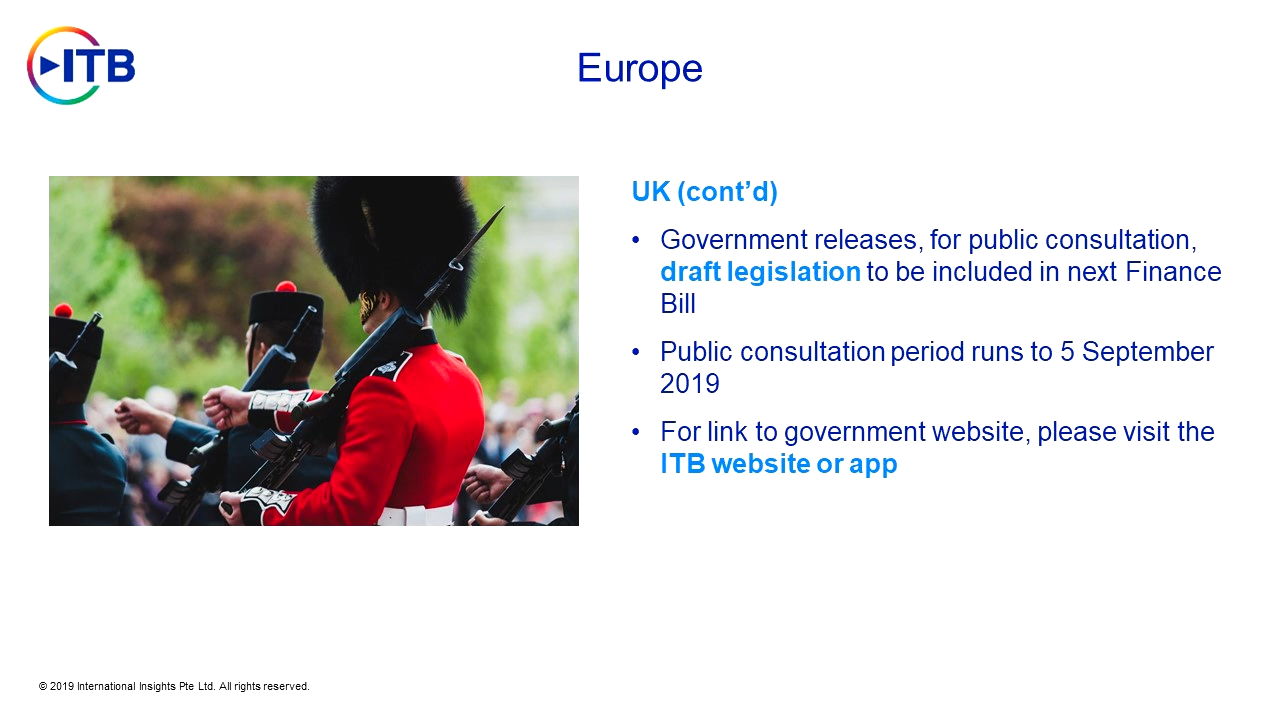 ITB
Europe
UK (cont’d)
• Government releases, for public consultation,
draft legislation to be included in next Finance
Bill
• Public consultation period runs to 5 September
2019
• For link to government website, please visit the
ITB website or app
© 2019 International Insights Pte Ltd. All rights reserved.